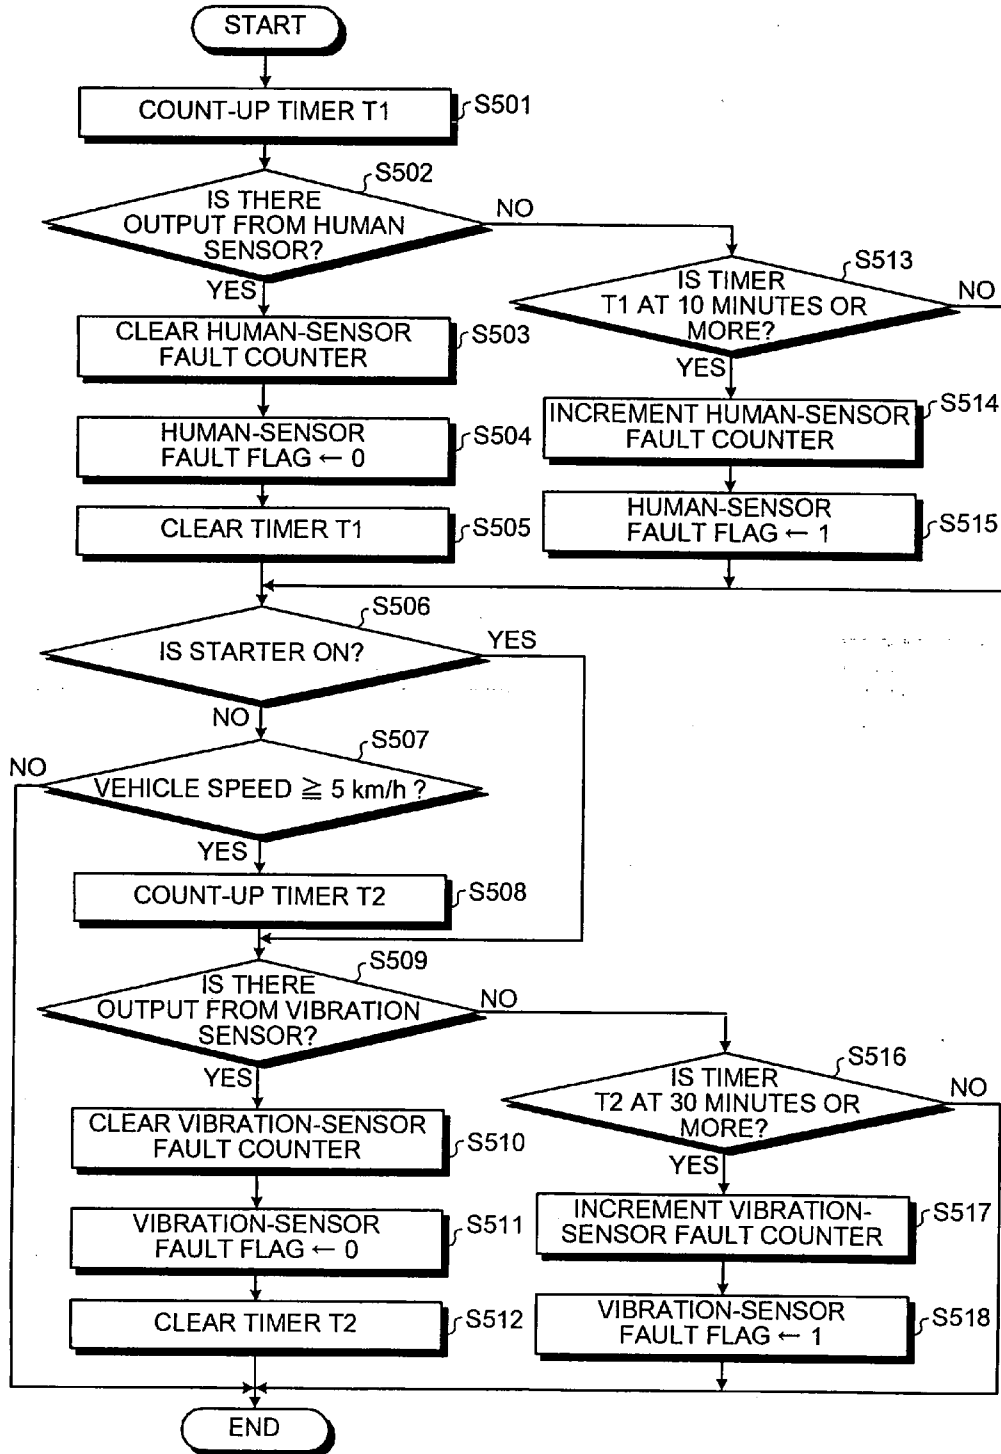 START
COUNT-UP TIMER T1
S501
S502
IS THERE
OUTPUT FROM HUMAN
SENSOR?
NO
YES
S513
IS TIMER
T1 AT 10 MINUTES OR
MORE?
NO
YES
CLEAR HUMAN-SENSOR
FAULT COUNTER
S503
INCREMENT HUMAN-SENSOR
FAULT COUNTER
S514
HUMAN-SENSOR
FAULT FLAG ← 0
S504
HUMAN-SENSOR
FAULT FLAG ← 1
S515
CLEAR TIMER T1
S505
S506
IS STARTER ON?
YES
NO
S507
NO
VEHICLE SPEED ≧ 5 km/h ?
YES
COUNT-UP TIMER T2
S508
S509
IS THERE
OUTPUT FROM VIBRATION
SENSOR?
NO
YES
S516
IS TIMER
T2 AT 30 MINUTES OR
MORE?
NO
YES
CLEAR VIBRATION-SENSOR
FAULT COUNTER
S510
INCREMENT VIBRATION-
SENSOR FAULT COUNTER
S517
VIBRATION-SENSOR
FAULT FLAG ← 0
S511
VIBRATION-SENSOR
FAULT FLAG ← 1
S518
CLEAR TIMER T2
S512
END